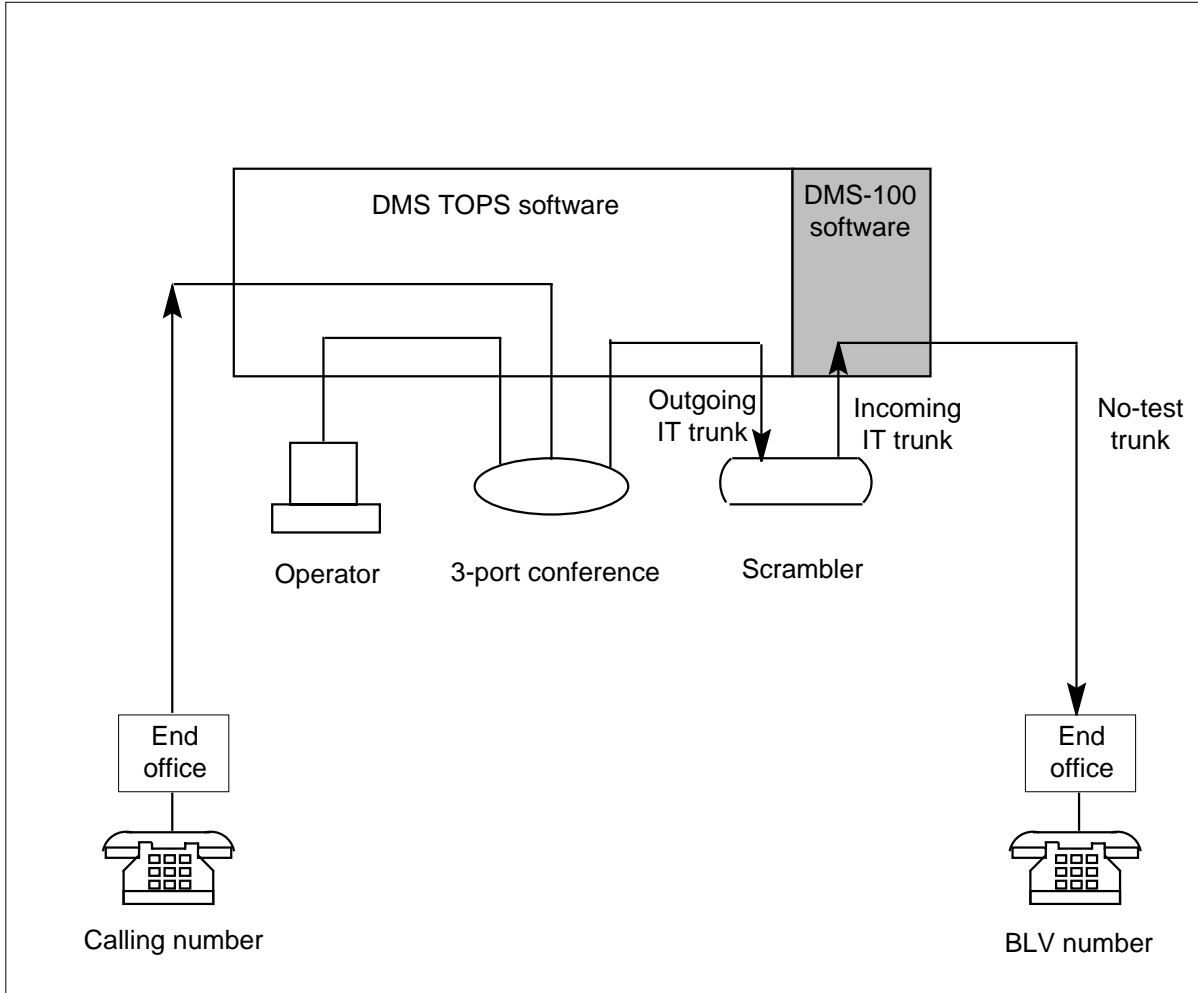 DMS TOPS software
DMS-100
software
Outgoing
IT trunk
Incoming
IT trunk
No-test
trunk
Operator
3-port conference
Scrambler
End
office
End
office
Calling number
BLV number